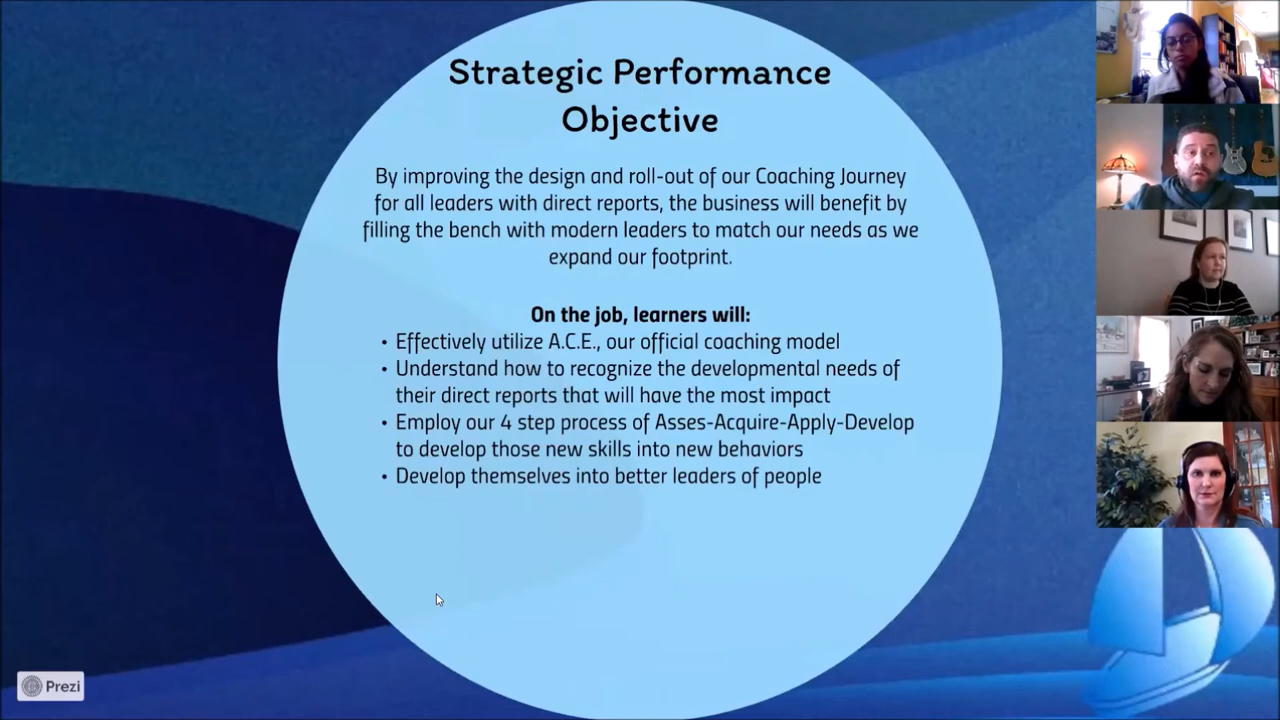 Strategic Performance
Objective
By improving the design and roll-out of our Coaching Journey
for all leaders with direct reports, the business will benefit by
filling the bench with modern leaders to match our needs as we
expand our footprint.
On the job, learners will:
• Effectively utilize A.C.E., our official coaching model
• Understand how to recognize the developmental needs of
their direct reports that will have the most impact
• Employ our 4 step process of Asses-Acquire-Apply-Develop
to develop those new skills into new behaviors
• Develop themselves into better leaders of people
Prezi